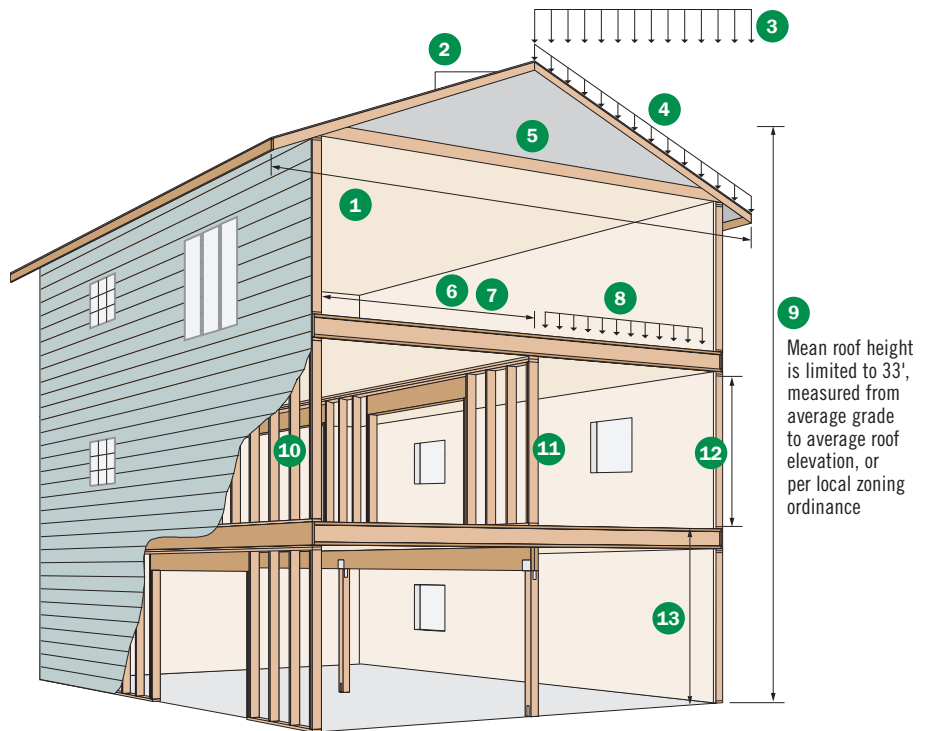 3
2
4
5
1
6
7
8
9
Mean roof height
is limited to 33',
measured from
average grade
to average roof
elevation, or
per local zoning
ordinance
10
11
12
13